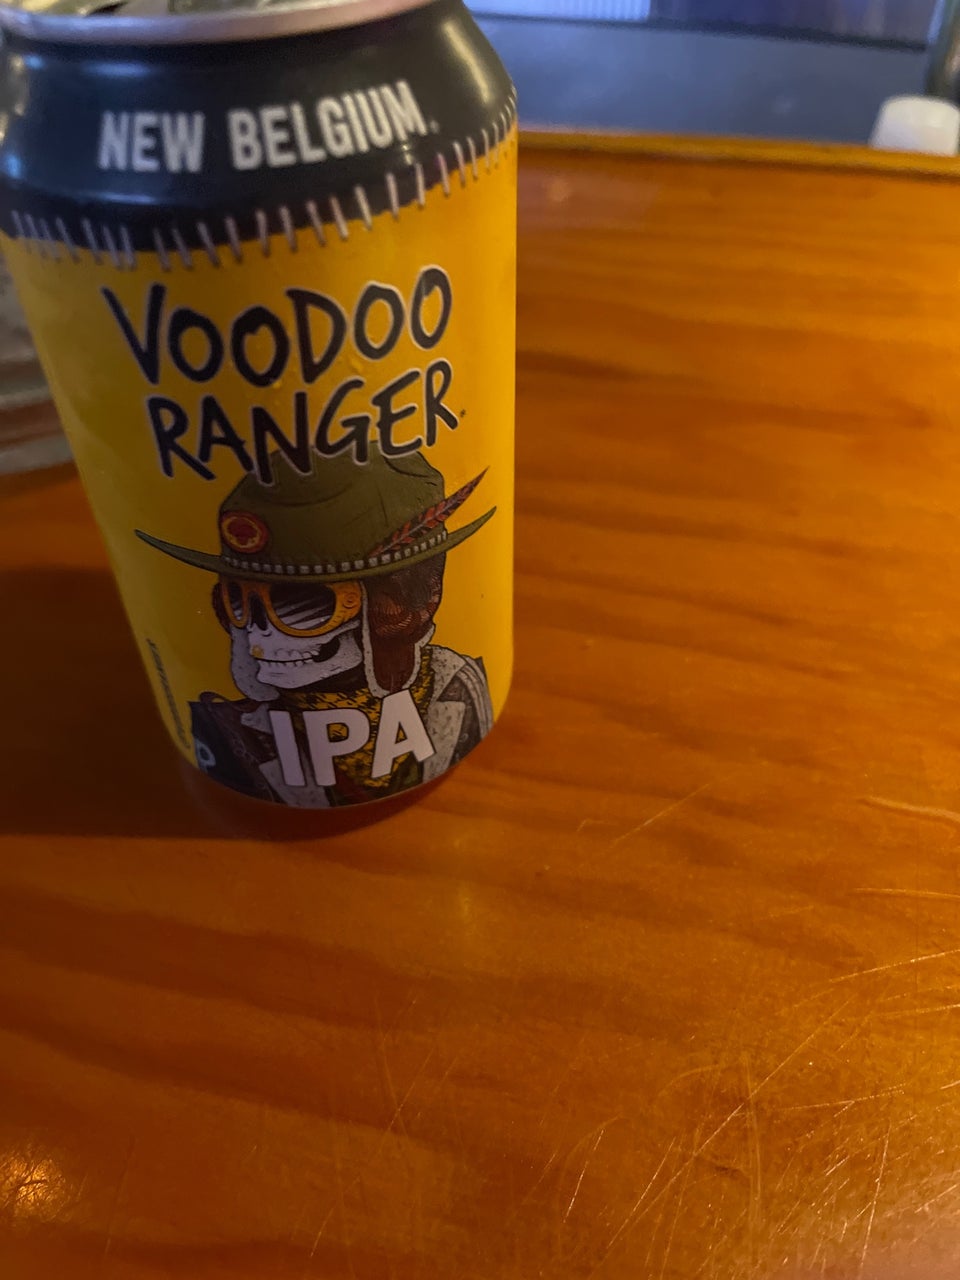 NEW BELGIUM.
VOODOO
RANGER
IPA